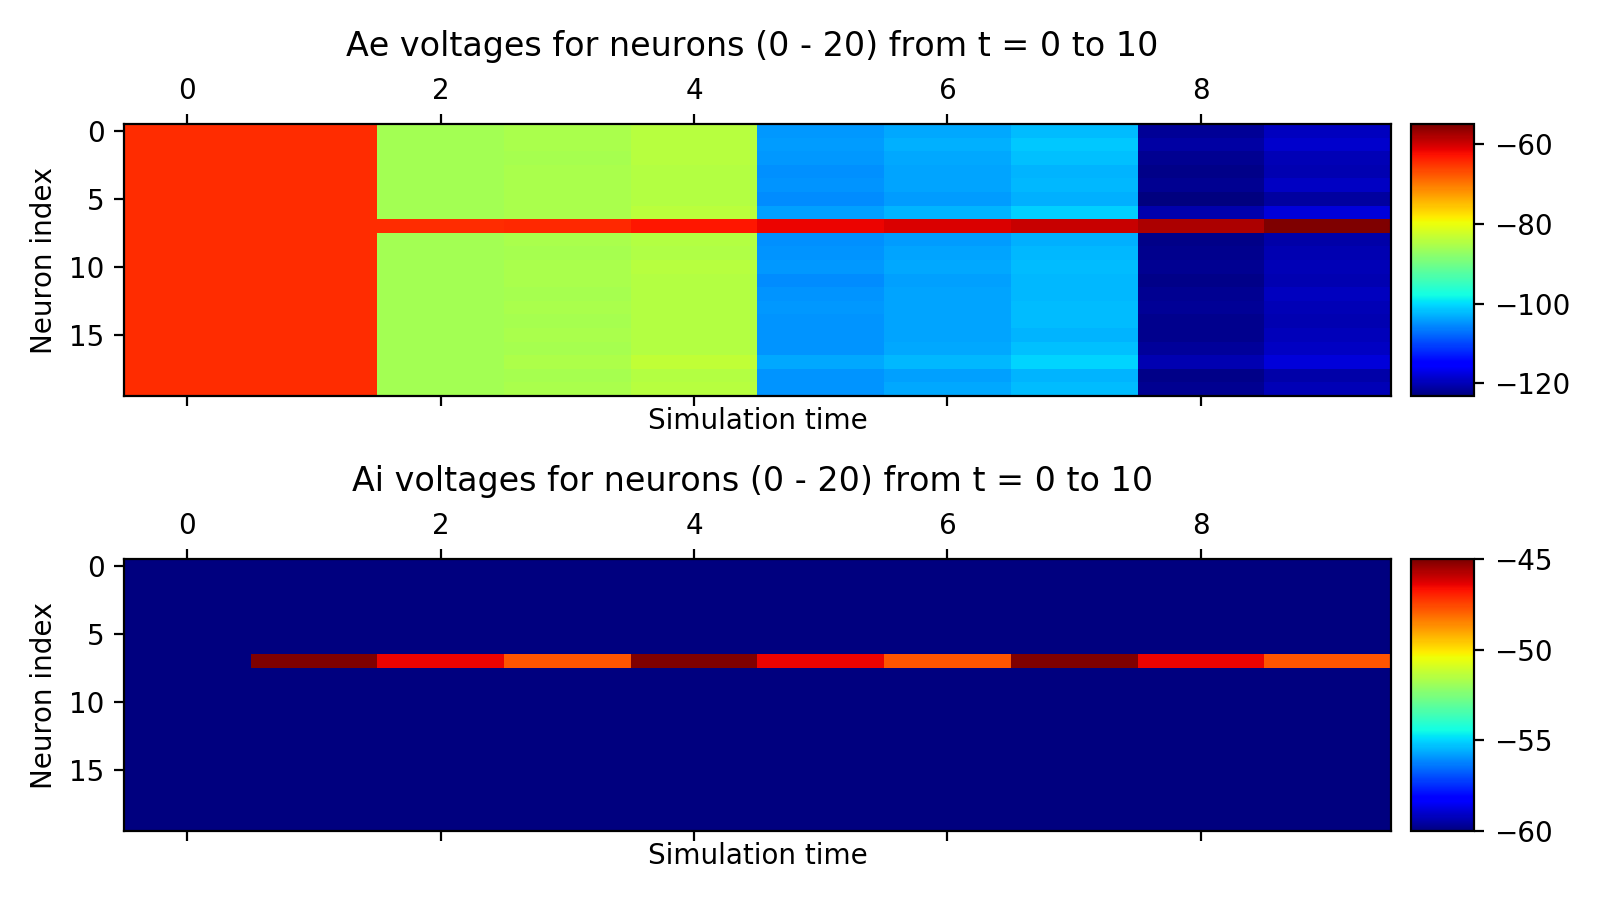 Ae voltages for neurons (0 - 20) from t = 0 to 10
0 2 4 6 8
Neuron index
0
5
10
15
−60
−80
−100
−120
Simulation time
Ai voltages for neurons (0 - 20) from t = 0 to 10
0 2 4 6 8
Neuron index
0
5
10
15
−45
−50
−55
−60
Simulation time